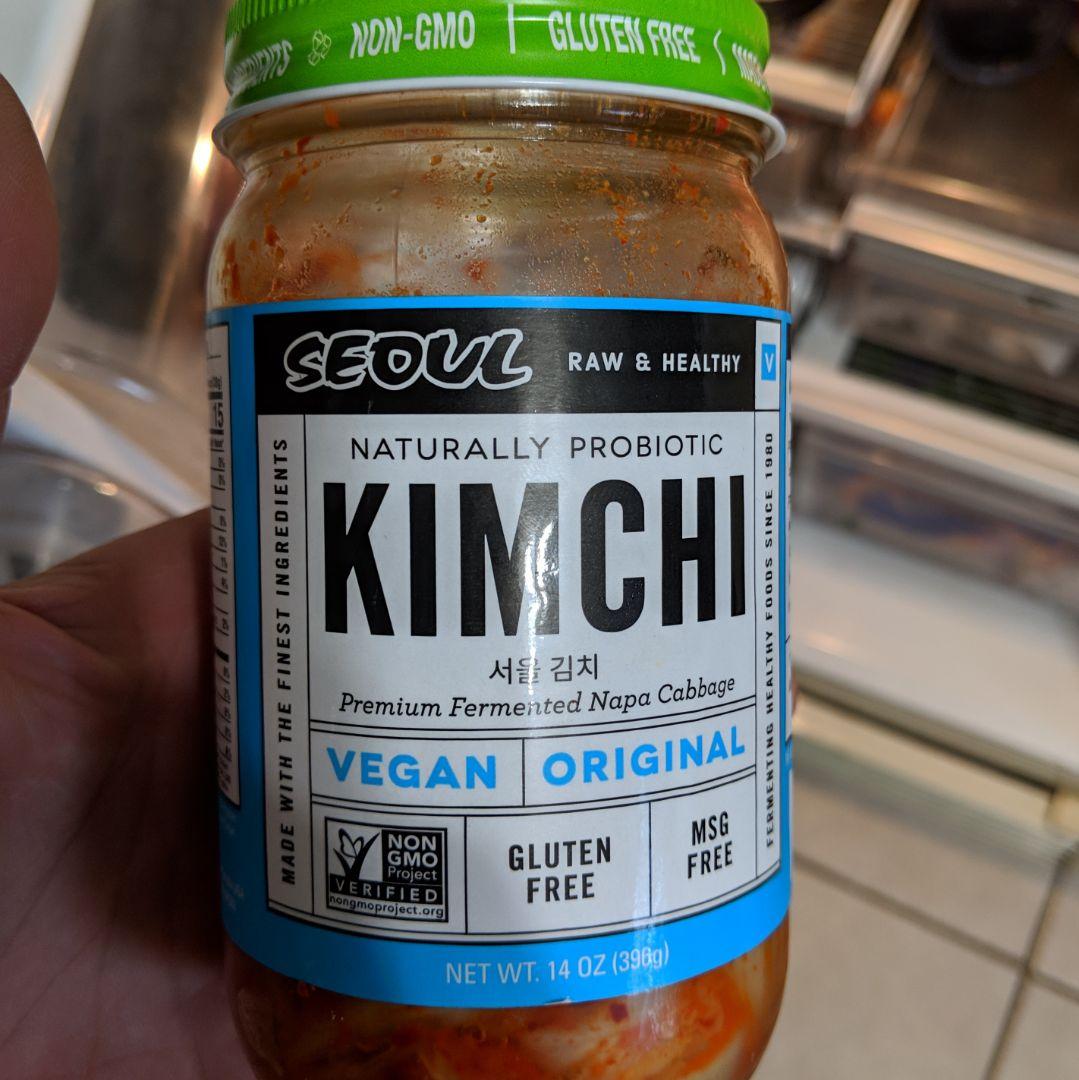 NON-GMO | GLUTEN FREE
SEOUL
RAW & HEALTHY
V
MADE WITH THE FINEST INGREDIENTS
NATURALLY PROBIOTIC
KIMCHI
서울 김치
Premium Fermented Napa Cabbage
VEGAN
ORIGINAL
NON
GMO
Project
VERIFIED
nongmoproject.org
GLUTEN
FREE
MSG
FREE
FERMENTING HEALTHY FOODS SINCE 1980
NET WT. 14 OZ (396g)
15